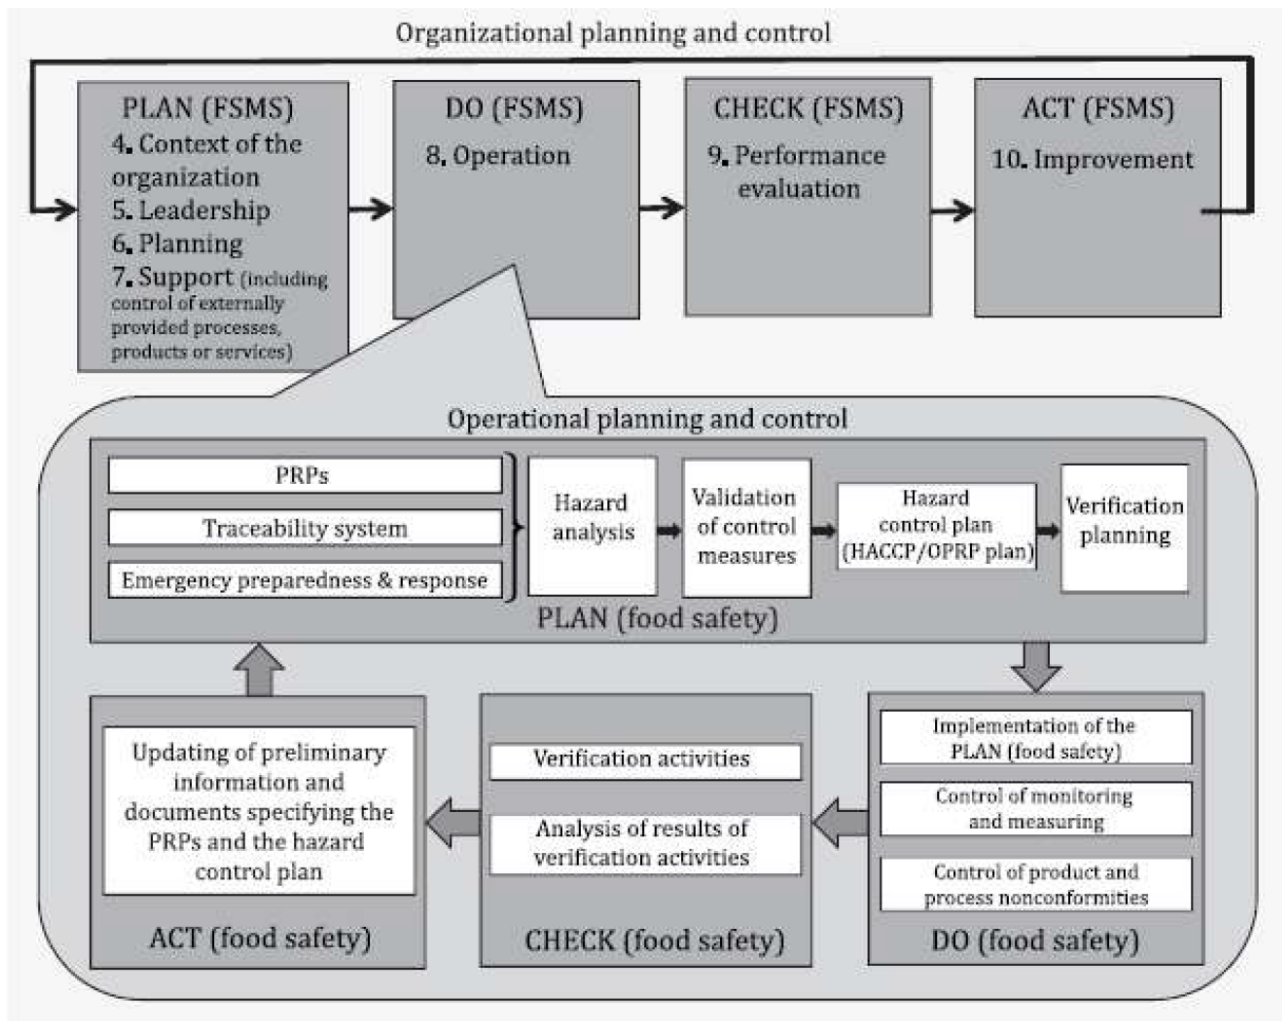 Organizational planning and control
PLAN (FSMS)
4. Context of the
organization
5. Leadership
6. Planning
7. Support (including
control of externally
provided processes,
products or services)
DO (FSMS)
8. Operation
CHECK (FSMS)
9. Performance
evaluation
ACT (FSMS)
10. Improvement
Operational planning and control
PRPs
Traceability system
Emergency preparedness & response
Hazard
analysis
Validation
of control
measures
Hazard
control plan
(HACCP/OPRP plan)
Verification
planning
PLAN (food safety)
Updating of preliminary
information and
documents specifying the
PRPs and the hazard
control plan
ACT (food safety)
Verification activities
Analysis of results of
verification activities
CHECK (food safety)
Implementation of the
PLAN (food safety)
Control of monitoring
and measuring
Control of product and
process nonconformities
DO (food safety)